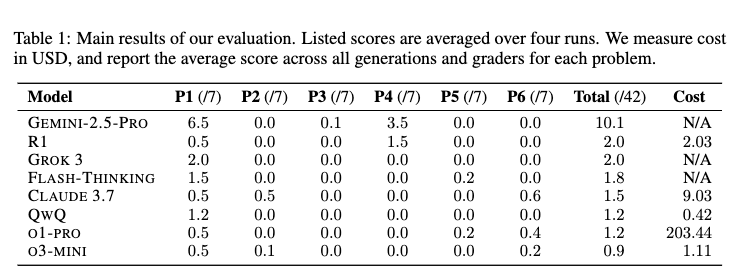 Table 1: Main results of our evaluation. Listed scores are averaged over four runs. We measure cost
in USD, and report the average score across all generations and graders for each problem.
Model P1 (/7) P2 (/7) P3 (/7) P4 (/7) P5 (/7) P6 (/7) Total (/42) Cost
GEMINI-2.5-PRO 6.5 0.0 0.1 3.5 0.0 0.0 10.1 N/A
R1 0.5 0.0 0.0 1.5 0.0 0.0 2.0 2.03
GROK 3 2.0 0.0 0.0 0.0 0.0 0.0 2.0 N/A
FLASH-THINKING 1.5 0.0 0.0 0.0 0.2 0.0 1.8 N/A
CLAUDE 3.7 0.5 0.5 0.0 0.0 0.0 0.6 1.5 9.03
QWQ 1.2 0.0 0.0 0.0 0.0 0.0 1.2 0.42
O1-PRO 0.5 0.0 0.0 0.0 0.2 0.4 1.2 203.44
O3-MINI 0.5 0.1 0.0 0.0 0.0 0.2 0.9 1.11